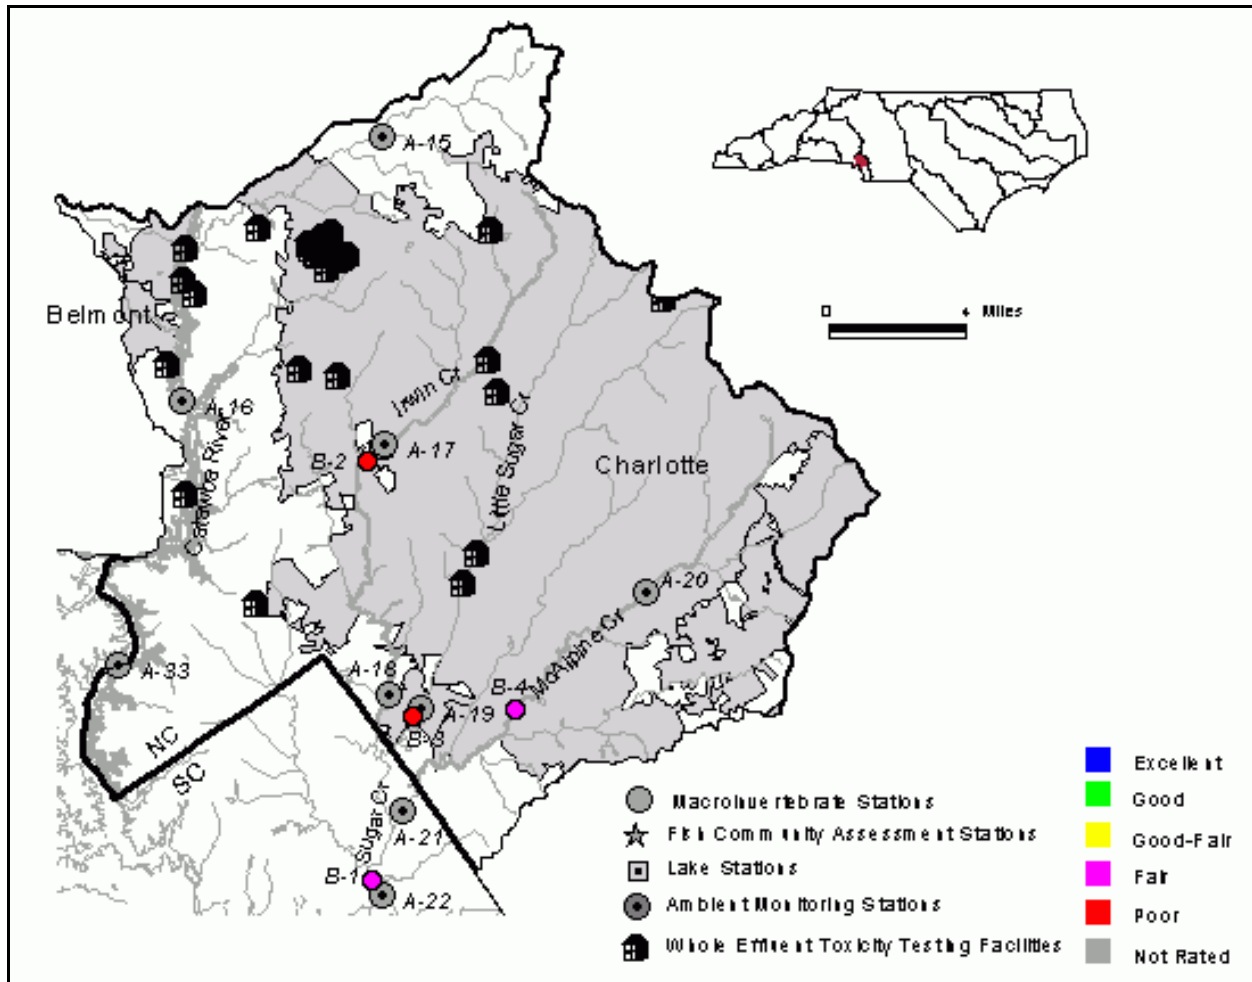 A-15
Belmont
0
4 Miles
Irwin Cr
A-16
Catawba River
A-17
B-2
Little Sugar Cr
Charlotte
A-20
McAlpine Cr
A-33
A-18
B-4
A-19
B-3
NC
SC
Sugar Cr
A-21
B-1
A-22
Macroinvertebrate Stations
Fish Community Assessment Stations
Lake Stations
Ambient Monitoring Stations
Whole Effluent Toxicity Testing Facilities
Excellent
Good
Good-Fair
Fair
Poor
Not Rated